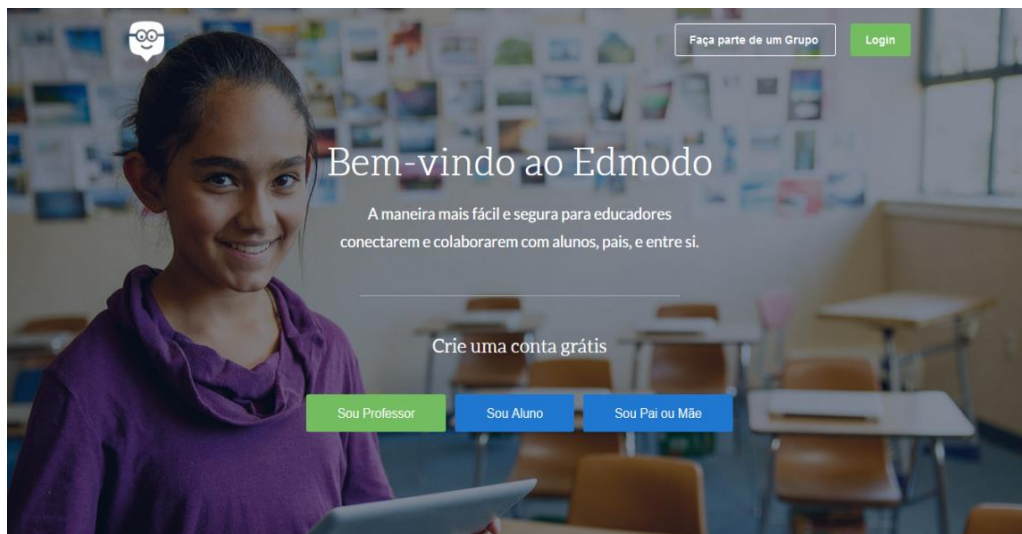 Faça parte de um Grupo
Login
Bem-vindo ao Edmodo
A maneira mais fácil e segura para educadores
conectarem e colaborarem com alunos, pais, e entre si.
Crie uma conta grátis
Sou Professor
Sou Aluno
Sou Pai ou Mãe